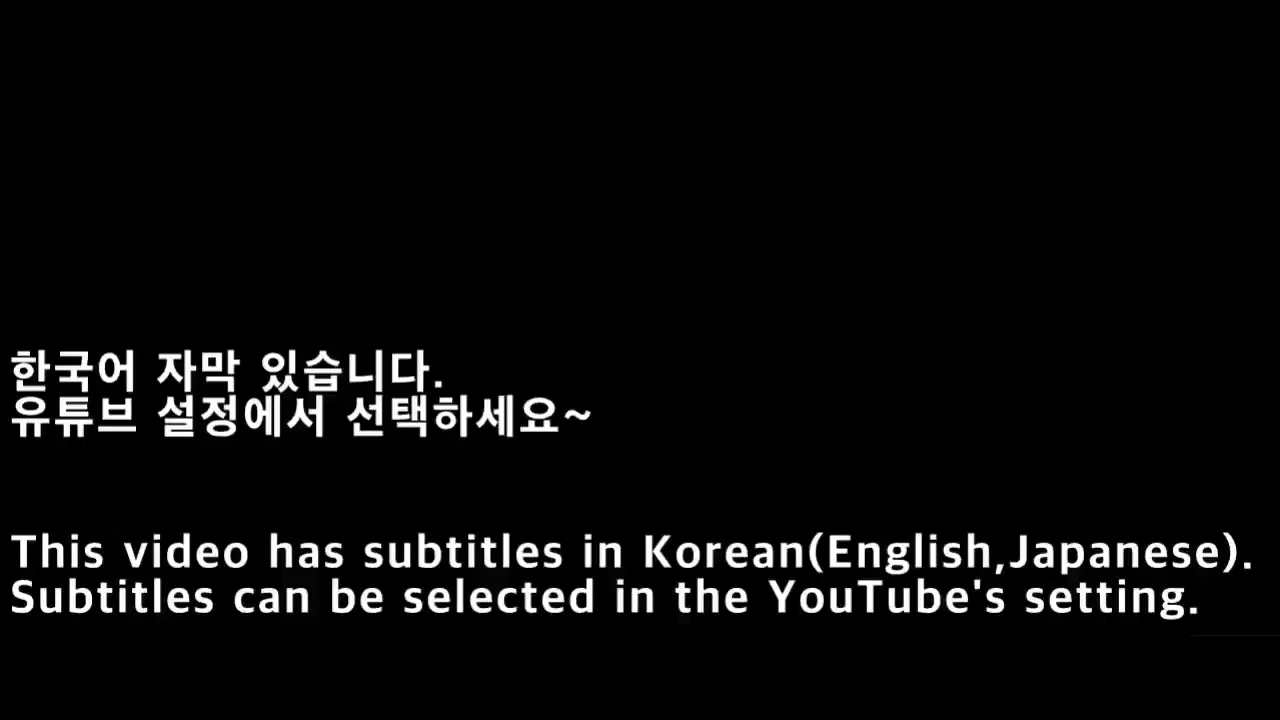 한국어 자막 있습니다.
유튜브 설정에서 선택하세요~
This video has subtitles in Korean(English,Japanese).
Subtitles can be selected in the YouTube's setting.